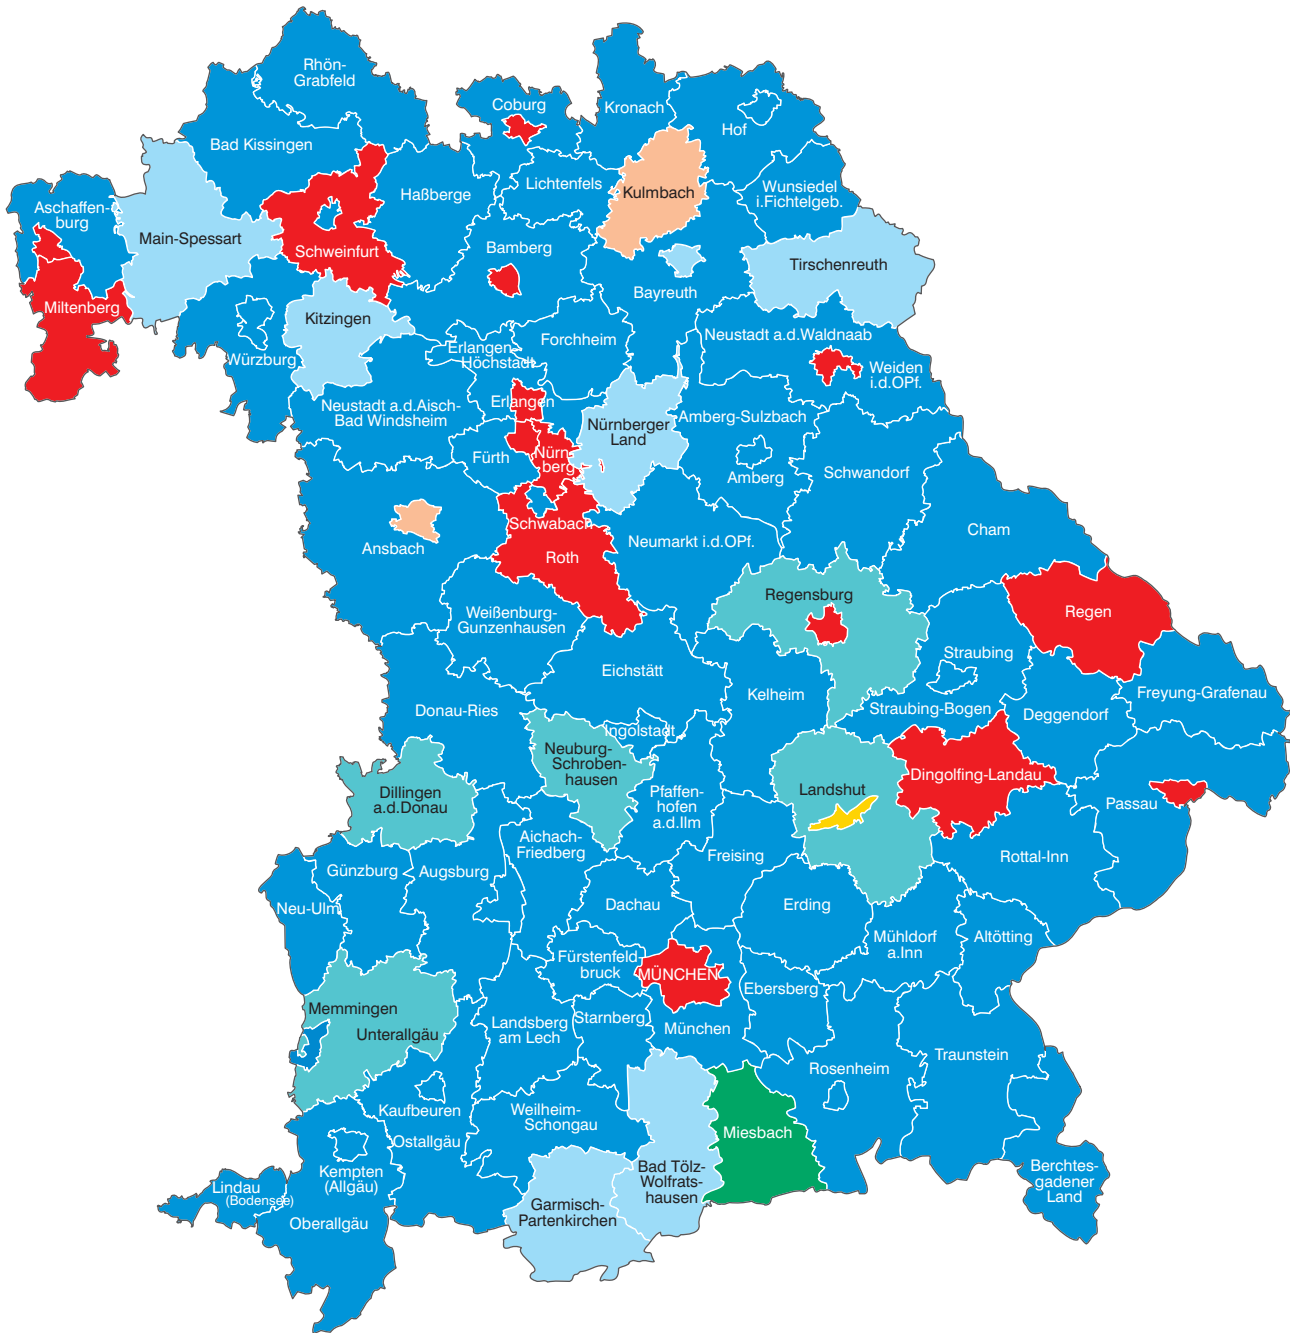 Rhön-
Grabfeld
Coburg
Kronach
Hof
Bad Kissingen
Lichtenfels
Kulmbach
Wunsiedel
i.Fichtelgeb.
Haßberge
Aschaffen-
burg
Main-Spessart
Schweinfurt
Bamberg
Tirschenreuth
Bayreuth
Miltenberg
Kitzingen
Neustadt a.d.Waldnaab
Forchheim
Erlangen-
Höchstadt
Würzburg
Weiden
i.d.OPf.
Erlangen
Neustadt a.d.Aisch-
Bad Windsheim
Nürnberger
Land
Amberg-Sulzbach
Fürth
Nürn-
berg
Amberg
Schwandorf
Schwabach
Cham
Ansbach
Neumarkt i.d.OPf.
Roth
Regensburg
Regen
Weißenburg-
Gunzenhausen
Straubing
Eichstätt
Kelheim
Freyung-Grafenau
Donau-Ries
Straubing-Bogen
Deggendorf
Ingolstadt
Neuburg-
Schroben-
hausen
Dingolfing-Landau
Dillingen
a.d.Donau
Pfaffen-
hofen
a.d.Ilm
Landshut
Passau
Aichach-
Friedberg
Freising
Rottal-Inn
Günzburg
Augsburg
Neu-Ulm
Dachau
Erding
Mühldorf
a.Inn
Altötting
Fürstenfeld
bruck
MÜNCHEN
Ebersberg
Memmingen
Unterallgäu
Landsberg
am Lech
Starnberg
München
Rosenheim
Traunstein
Kaufbeuren
Weilheim-
Schongau
Miesbach
Ostallgäu
Kempten
(Allgäu)
Bad Tölz-
Wolfrats-
hausen
Berchtes-
gadener
Land
Lindau
(Bodensee)
Garmisch-
Partenkirchen
Oberallgäu